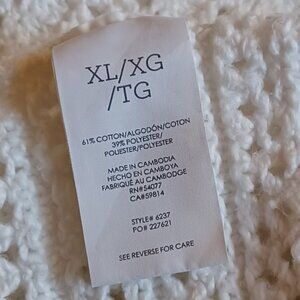 XL/XG
/TG
61% COTTON/ALGODÓN/COTON
39% POLYESTER/
POLIESTER/POLYESTER
MADE IN CAMBODIA
HECHO EN CAMBOYA
FABRIQUÉ AU CAMBODGE
RN#54077
CA#59814
STYLE# 6237
PO# 227621
SEE REVERSE FOR CARE